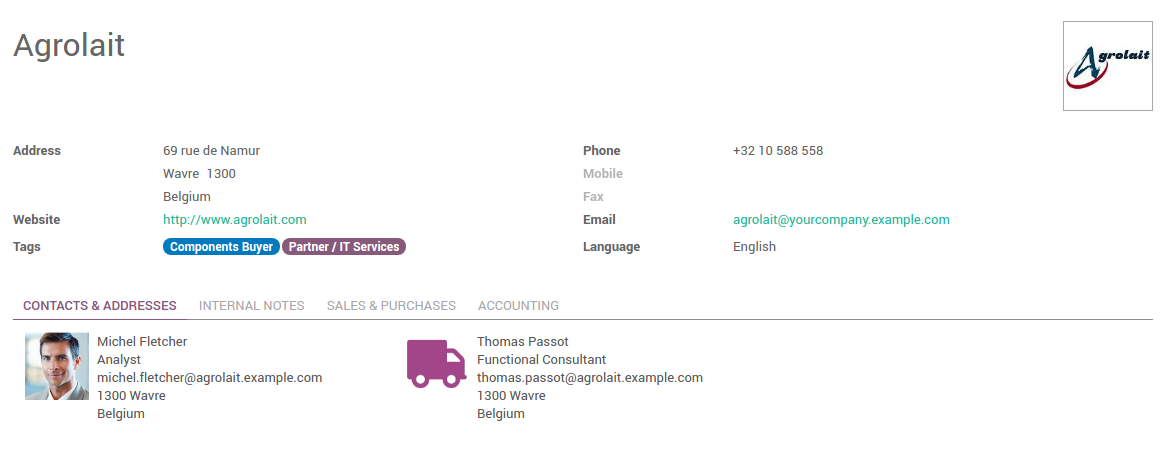 Agrolait
Agrolait
Address 69 rue de Namur
Wavre 1300
Belgium
Website http://www.agrolait.com
Tags Components Buyer Partner / IT Services
Phone +32 10 588 558
Mobile
Fax
Email agrolait@yourcompany.example.com
Language English
CONTACTS & ADDRESSES INTERNAL NOTES SALES & PURCHASES ACCOUNTING
Michel Fletcher
Analyst
michel.fletcher@agrolait.example.com
1300 Wavre
Belgium
Thomas Passot
Functional Consultant
thomas.passot@agrolait.example.com
1300 Wavre
Belgium